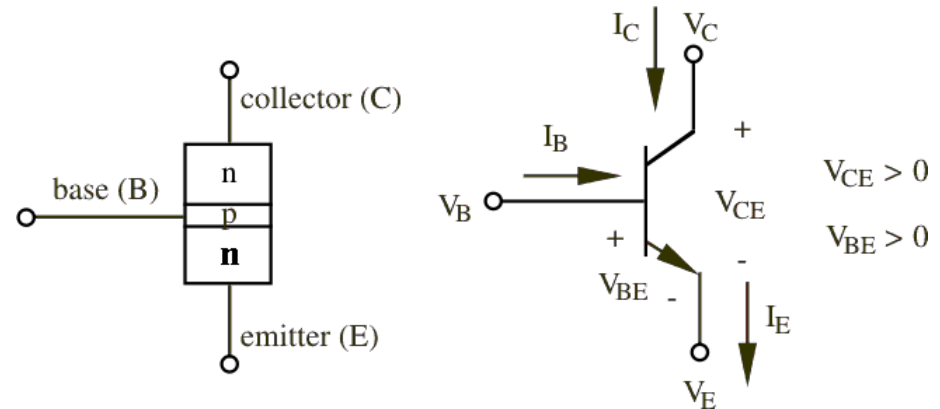 collector (C)
n
base (B)
p
n
emitter (E)
I_C
V_C
I_B
+
V_CE > 0
V_B
V_CE
+
V_BE > 0
-
V_BE
-
I_E
V_E